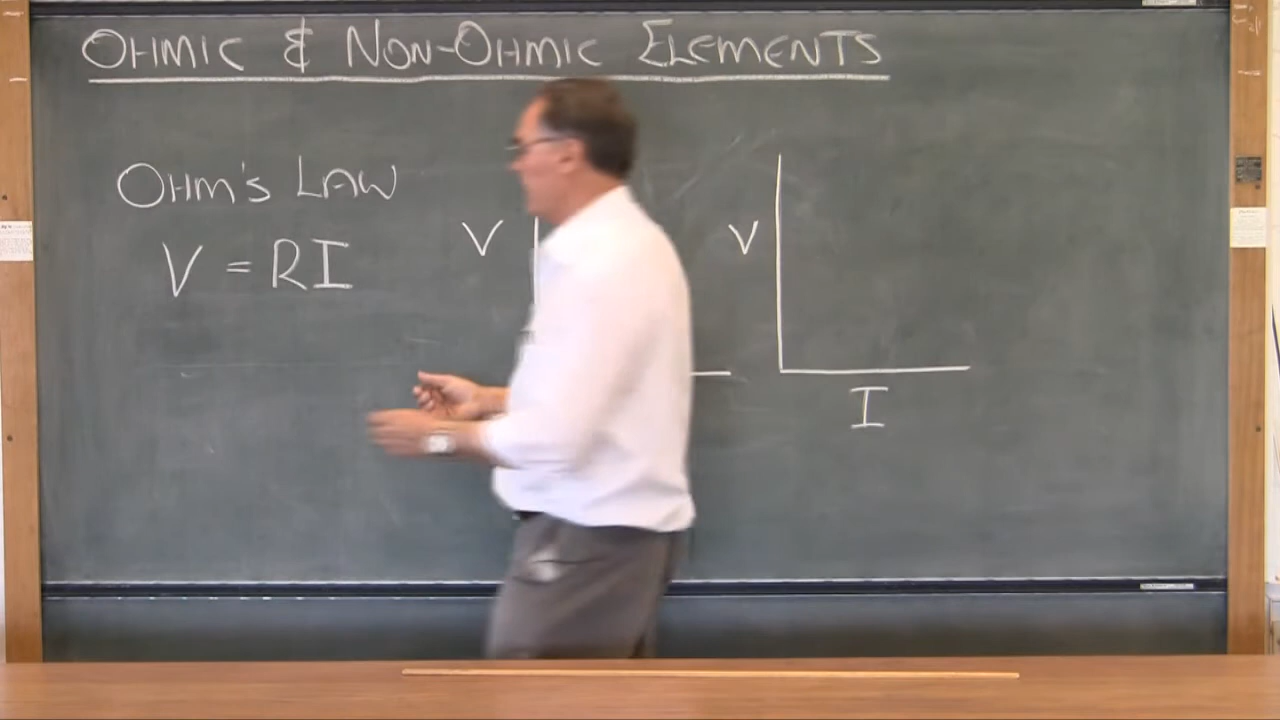 OHMIC & NON-OHMIC ELEMENTS
OHM'S LAW
V = RI
V
V
I